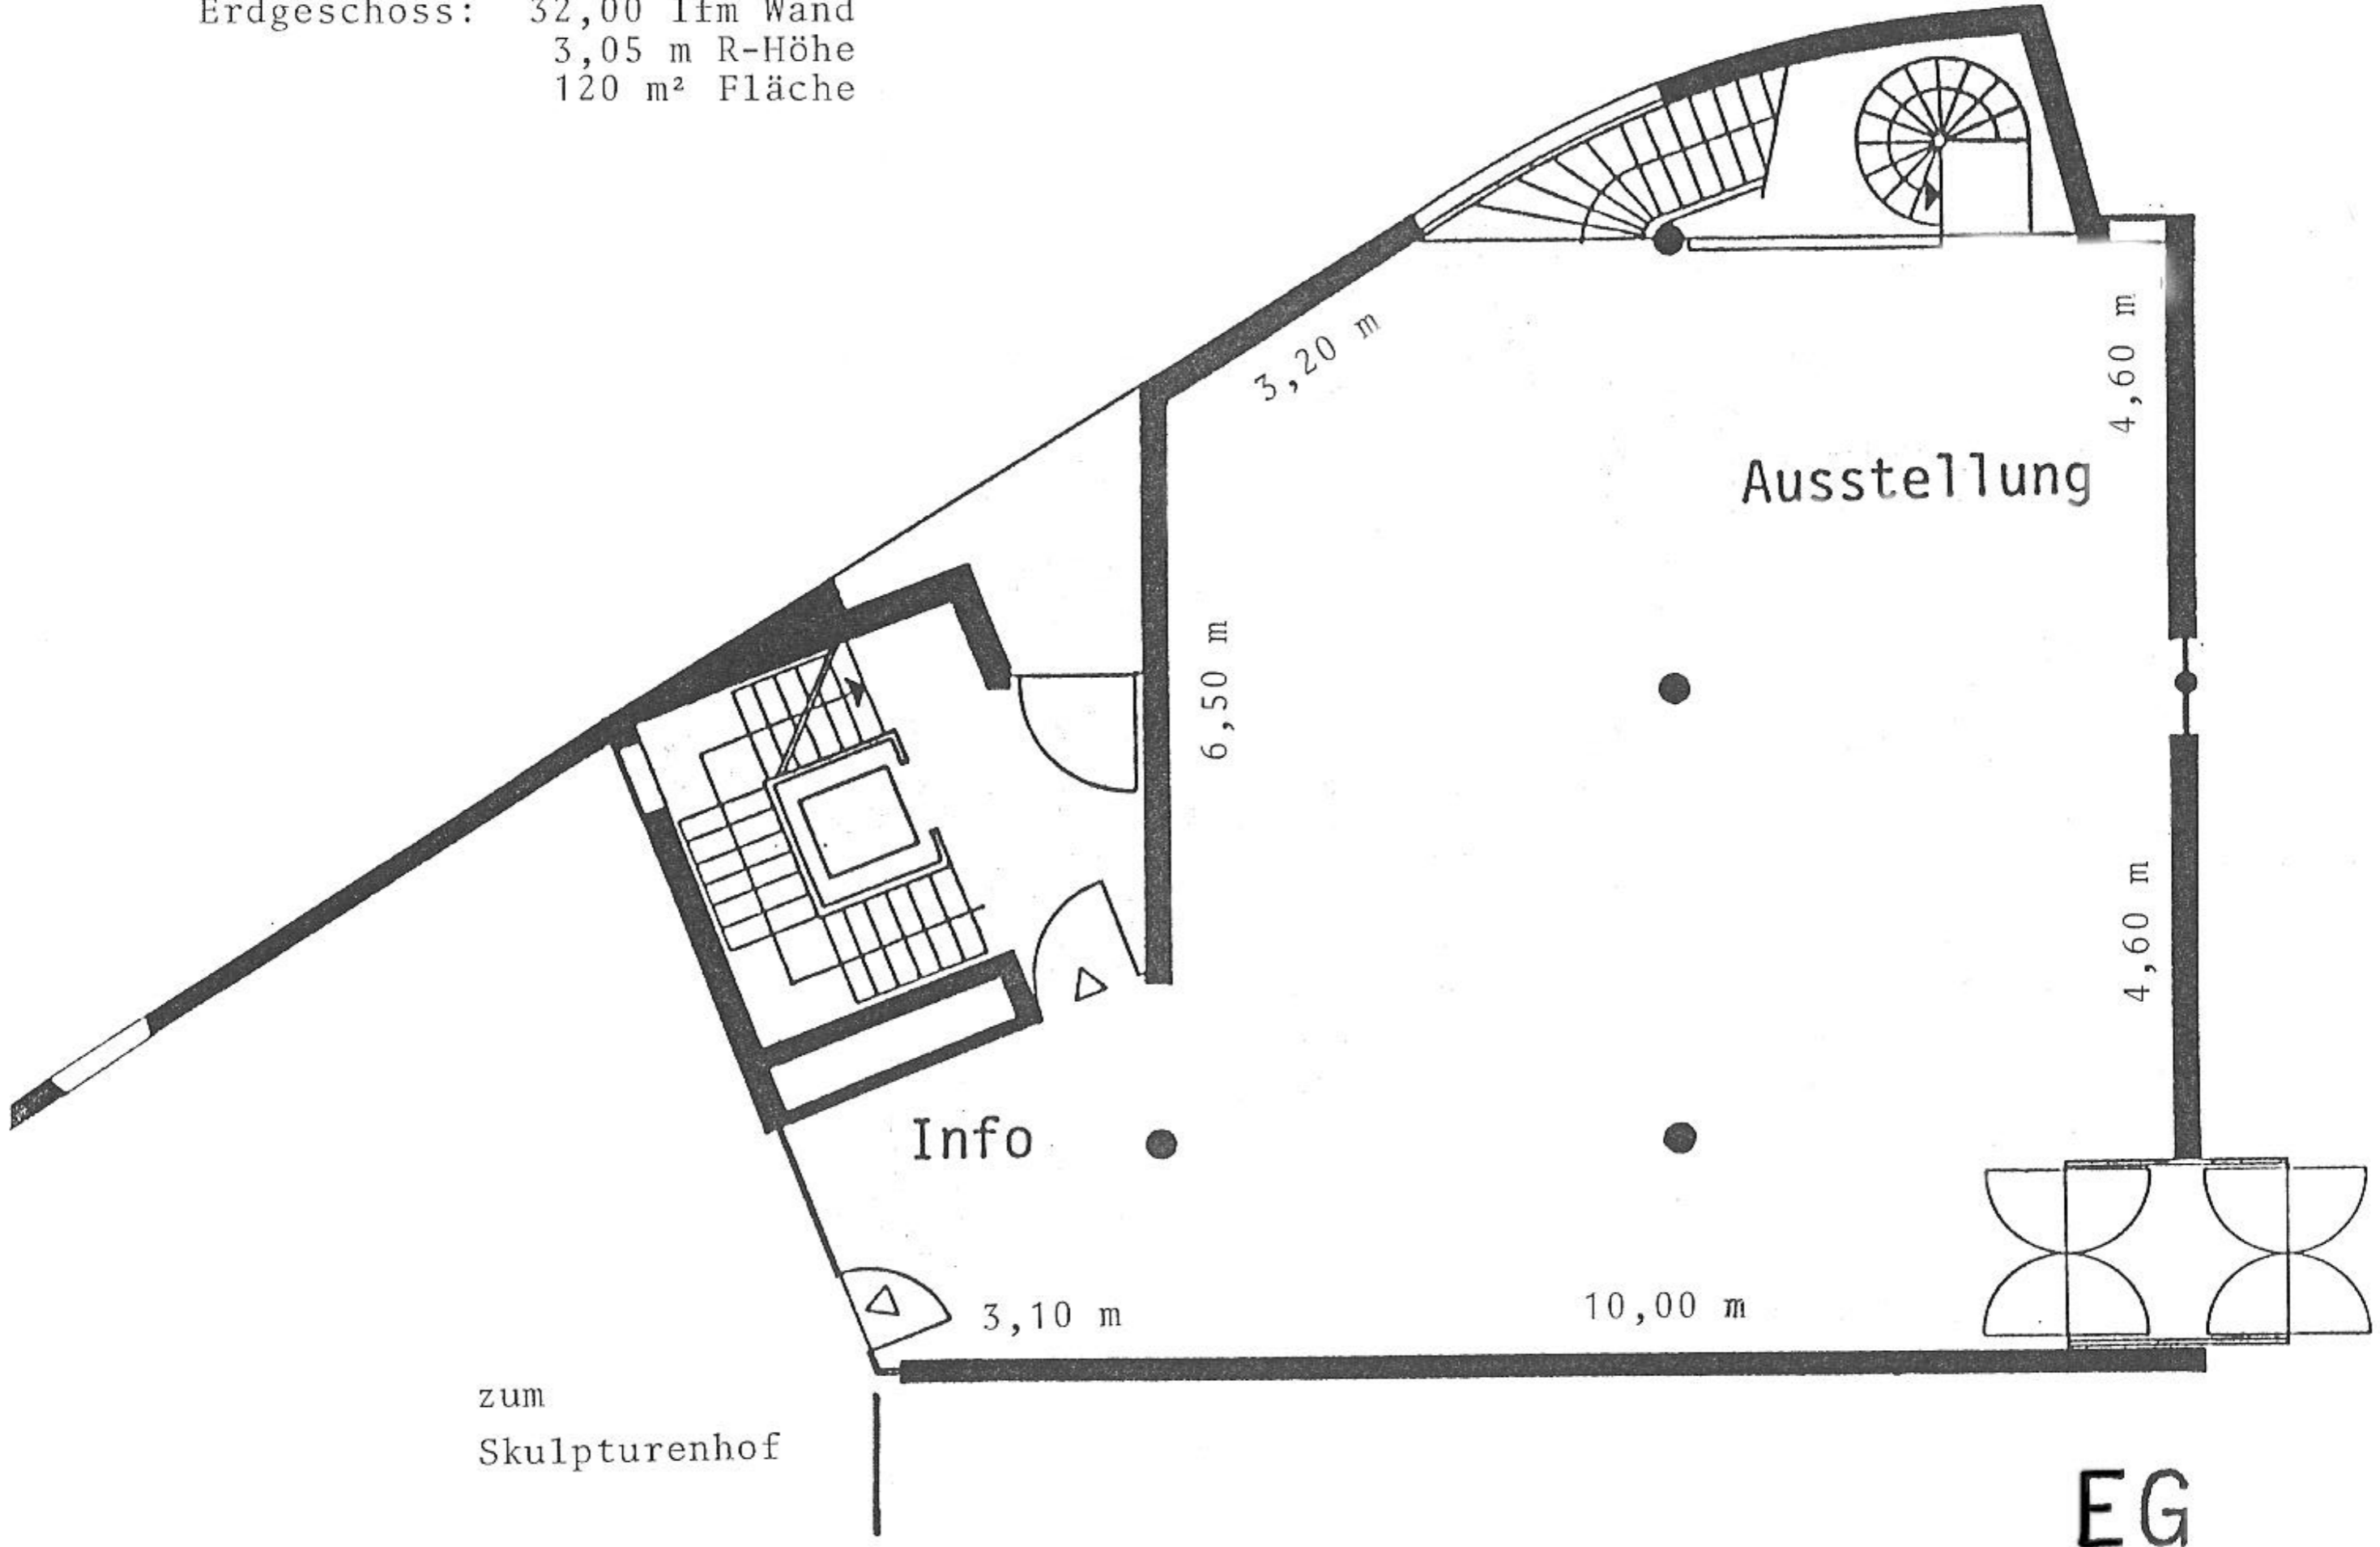 Erdgeschoss: 32,00 lfm Wand
3,05 m R-Höhe
120 m² Fläche
3,20 m
4,60 m
Ausstellung
6,50 m
4,60 m
Info
3,10 m
10,00 m
zum
Skulpturenhof
EG